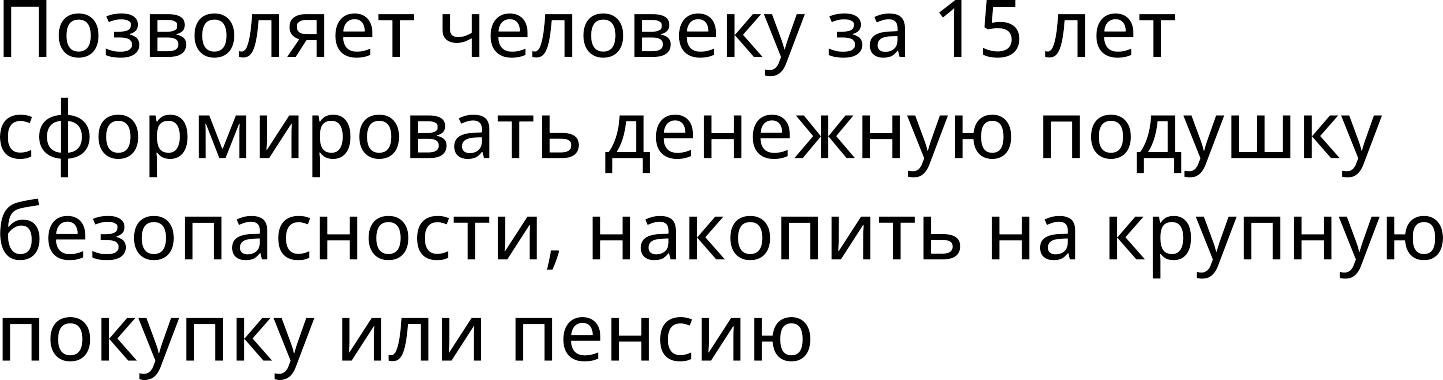 Позволяет человеку за 15 лет
сформировать денежную подушку
безопасности, накопить на крупную
покупку или пенсию